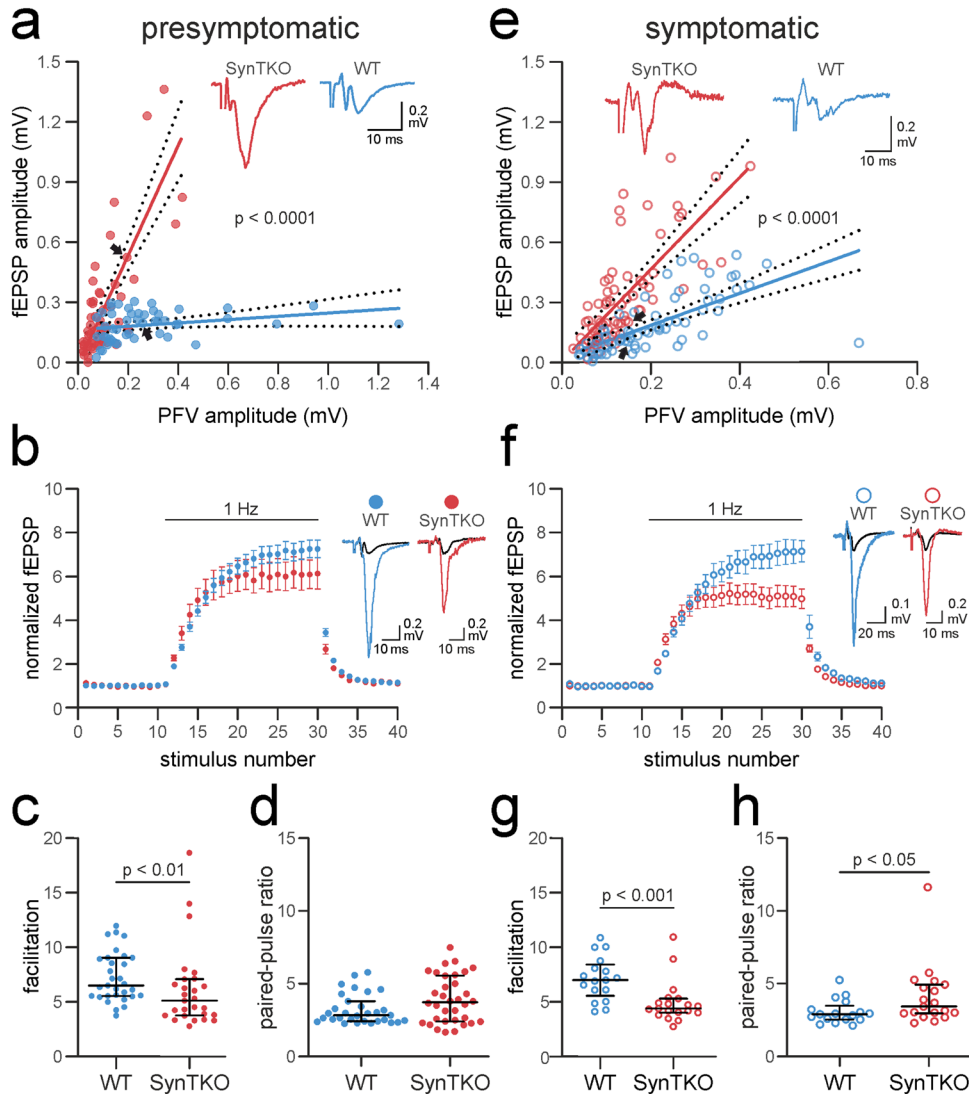 a presymptomatic
fEPSP amplitude (mV)
1.5
1.2
0.9
0.6
0.3
0.0
SynTKO
WT
0.2
mV
10 ms
p < 0.0001
0.0 0.2 0.4 0.6 0.8 1.0 1.2 1.4
PFV amplitude (mV)
e symptomatic
fEPSP amplitude (mV)
1.5
1.2
0.9
0.6
0.3
0.0
SynTKO
WT
0.2
mV
10 ms
p < 0.0001
0.0 0.2 0.4 0.6 0.8
PFV amplitude (mV)
b
normalized fEPSP
10
8
6
4
2
0
1 Hz
WT
SynTKO
0.2
mV
10 ms
0.2
mV
10 ms
0 5 10 15 20 25 30 35 40
stimulus number
f
normalized fEPSP
10
8
6
4
2
0
1 Hz
WT
SynTKO
0.1
mV
20 ms
0.2
mV
10 ms
0 5 10 15 20 25 30 35 40
stimulus number
c
facilitation
20
15
10
5
0
p < 0.01
WT SynTKO
d
paired-pulse ratio
15
10
5
0
WT SynTKO
g
facilitation
20
15
10
5
0
p < 0.001
WT SynTKO
h
paired-pulse ratio
15
10
5
0
p < 0.05
WT SynTKO